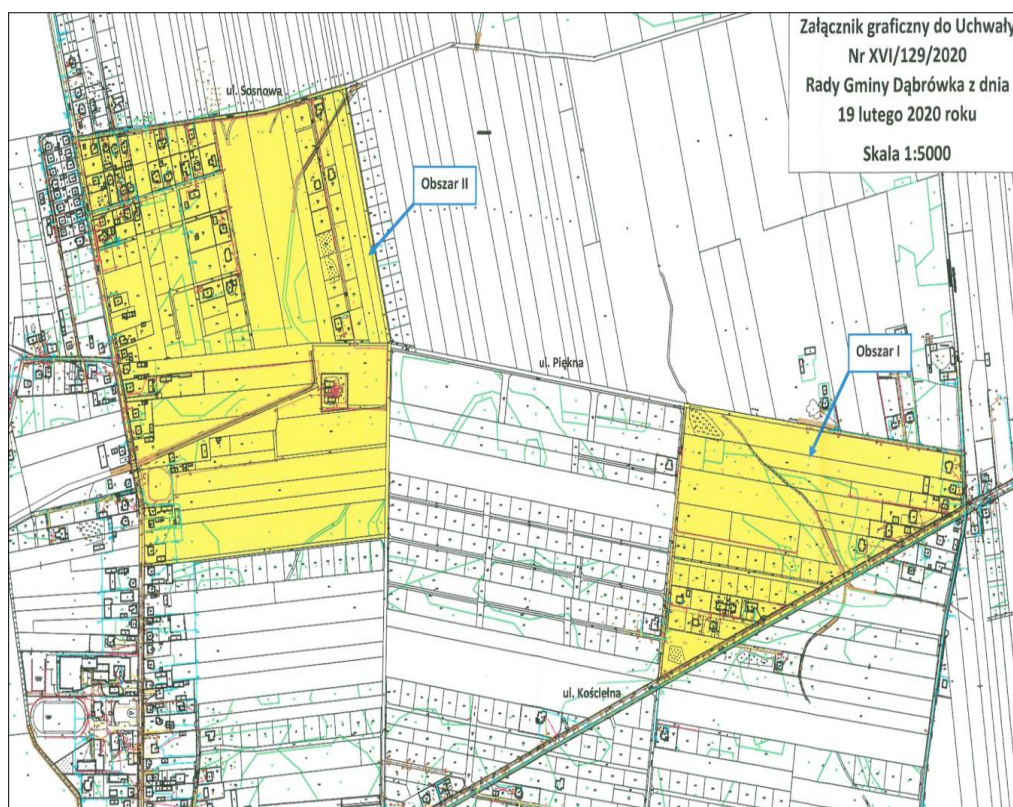 Załącznik graficzny do Uchwały
Nr XVI/129/2020
Rady Gminy Dąbrówka z dnia
19 lutego 2020 roku
Skala 1:5000
ul. Sosnowa
Obszar II
ul. Piękna
Obszar I
ul. Kościelna